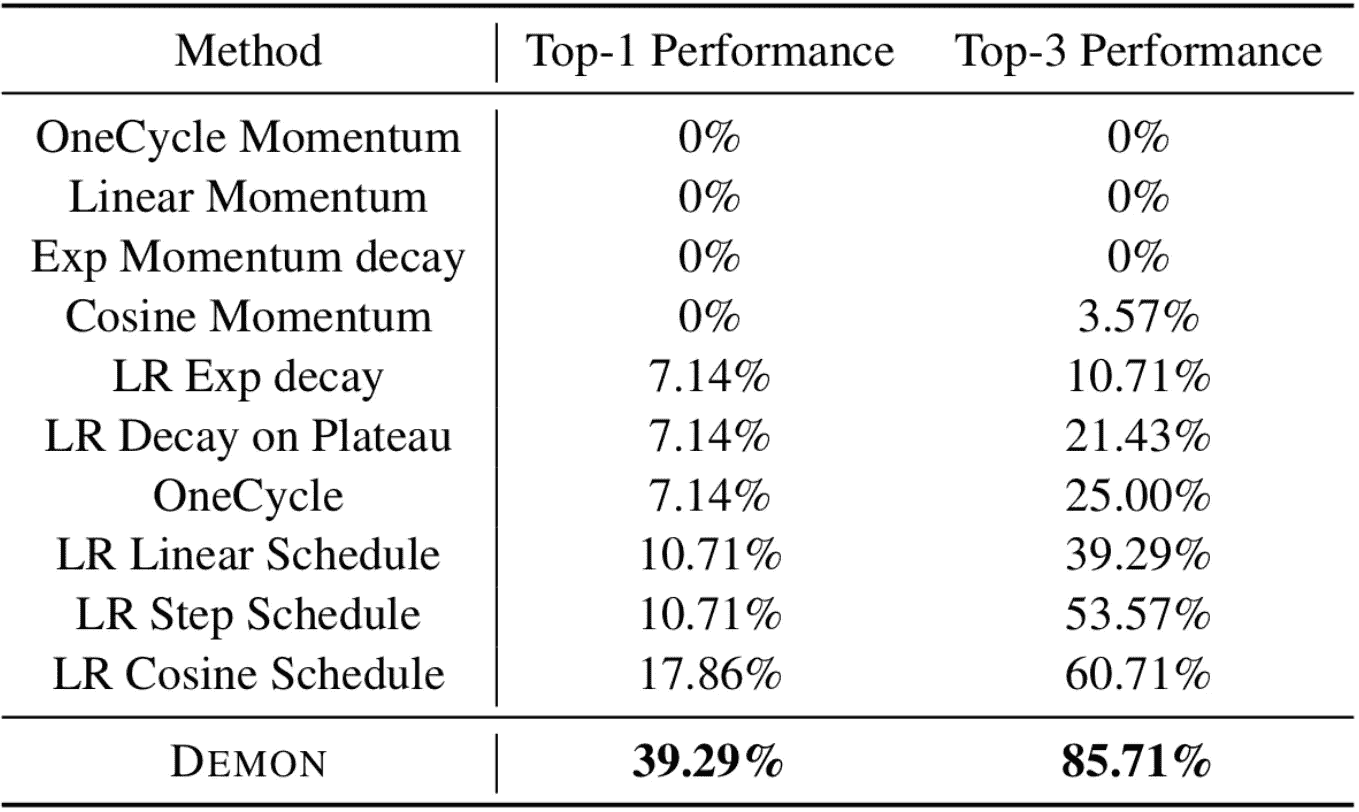 Method Top-1 Performance Top-3 Performance
OneCycle Momentum 0% 0%
Linear Momentum 0% 0%
Exp Momentum decay 0% 0%
Cosine Momentum 0% 3.57%
LR Exp decay 7.14% 10.71%
LR Decay on Plateau 7.14% 21.43%
OneCycle 7.14% 25.00%
LR Linear Schedule 10.71% 39.29%
LR Step Schedule 10.71% 53.57%
LR Cosine Schedule 17.86% 60.71%
DEMON 39.29% 85.71%